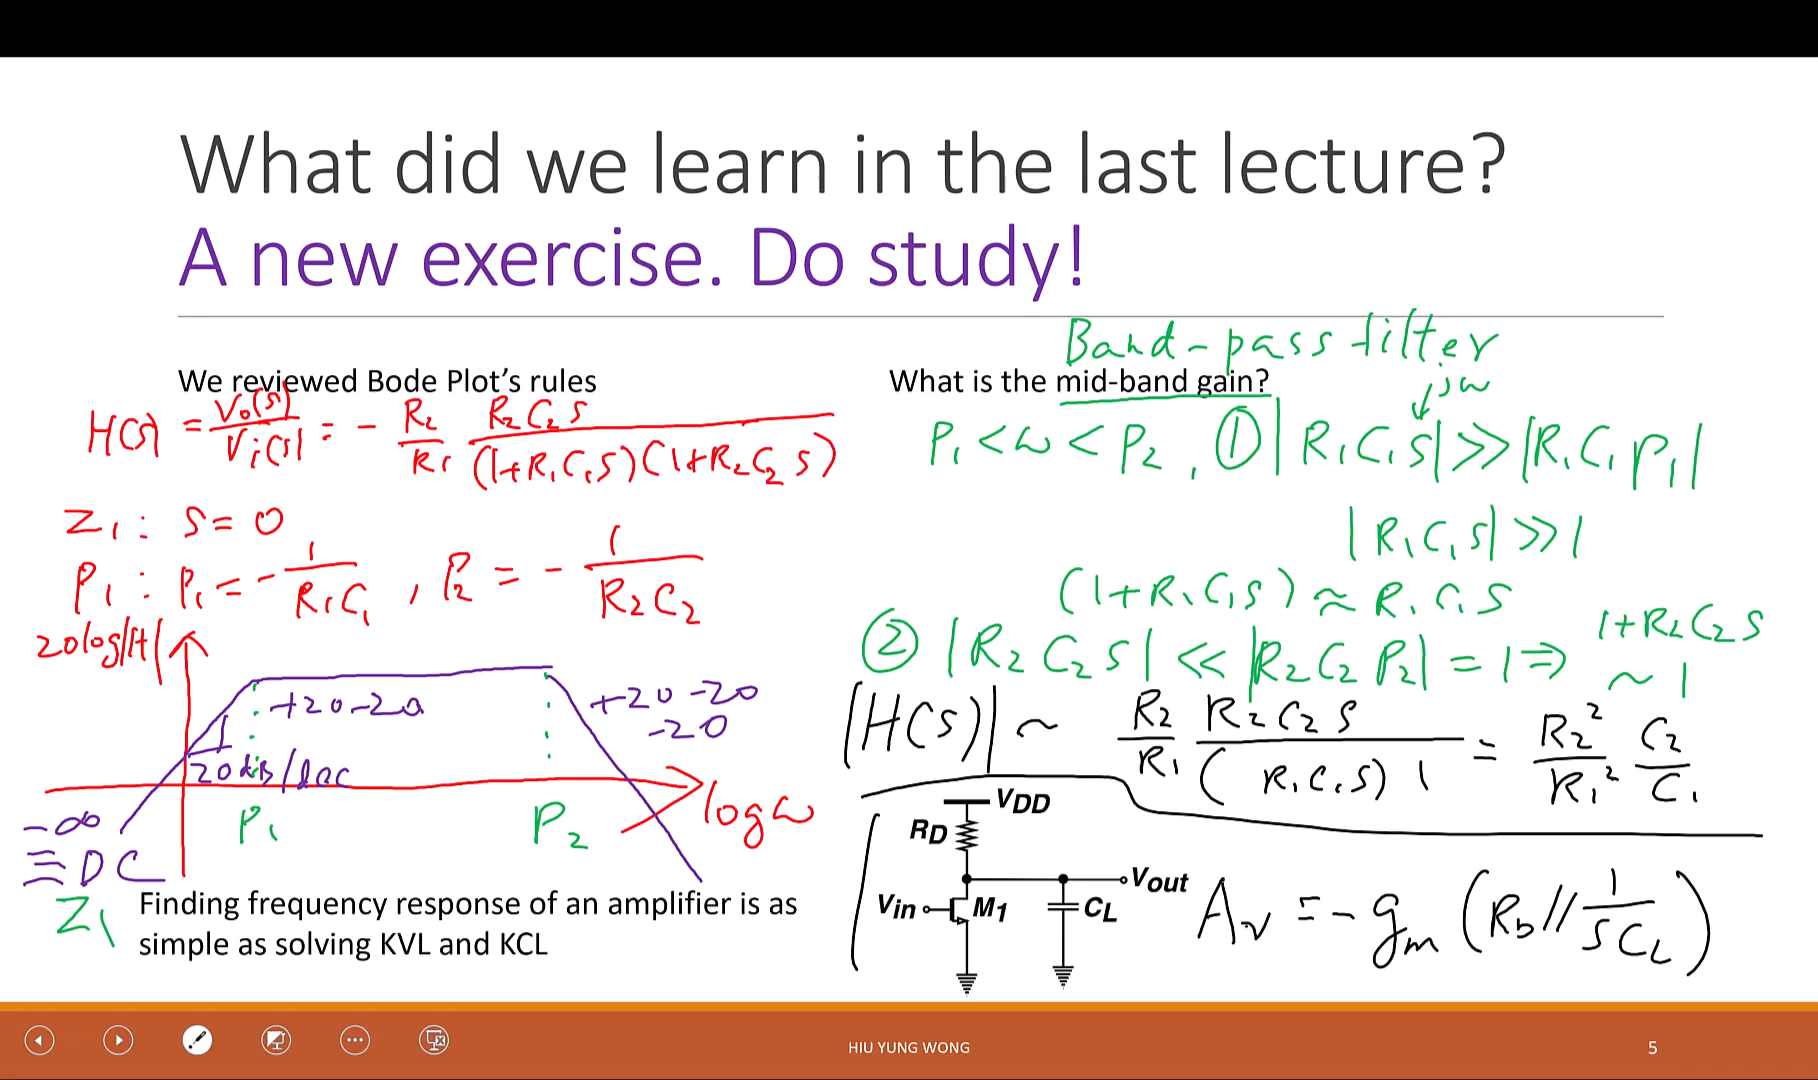 What did we learn in the last lecture?
A new exercise. Do study!
We reviewed Bode Plot's rules
H(s) = Vo(s)/Vi(s) = - R2/R1 R2C2S/((1+R1C1S)(1+R2C2S))
Z1 : S = 0
P1 : P1 = - 1/R1C1 , P2 = - 1/R2C2
20log|H|
+20-20
+20-20
-20
20dB/dec
logω
P1
P2
-∞
≡ DC
Z1
Finding frequency response of an amplifier is as
simple as solving KVL and KCL
Band-pass filter
What is the mid-band gain?
jω
P1 < ω < P2 , ① |R1C1S| >> |R1C1P1|
|R1C1S| >> 1
(1+R1C1S) ≈ R1C1S
② |R2C2S| << |R2C2P2| = 1 ⇒ 1+R2C2S
~ 1
|H(s)| ~ R2/R1 R2C2S/((R1C1S) 1) = R2²/R1² C2/C1
VDD
RD
Vout
Vin
M1
CL
Av = - gm (RD // 1/SCL)
HIU YUNG WONG
5